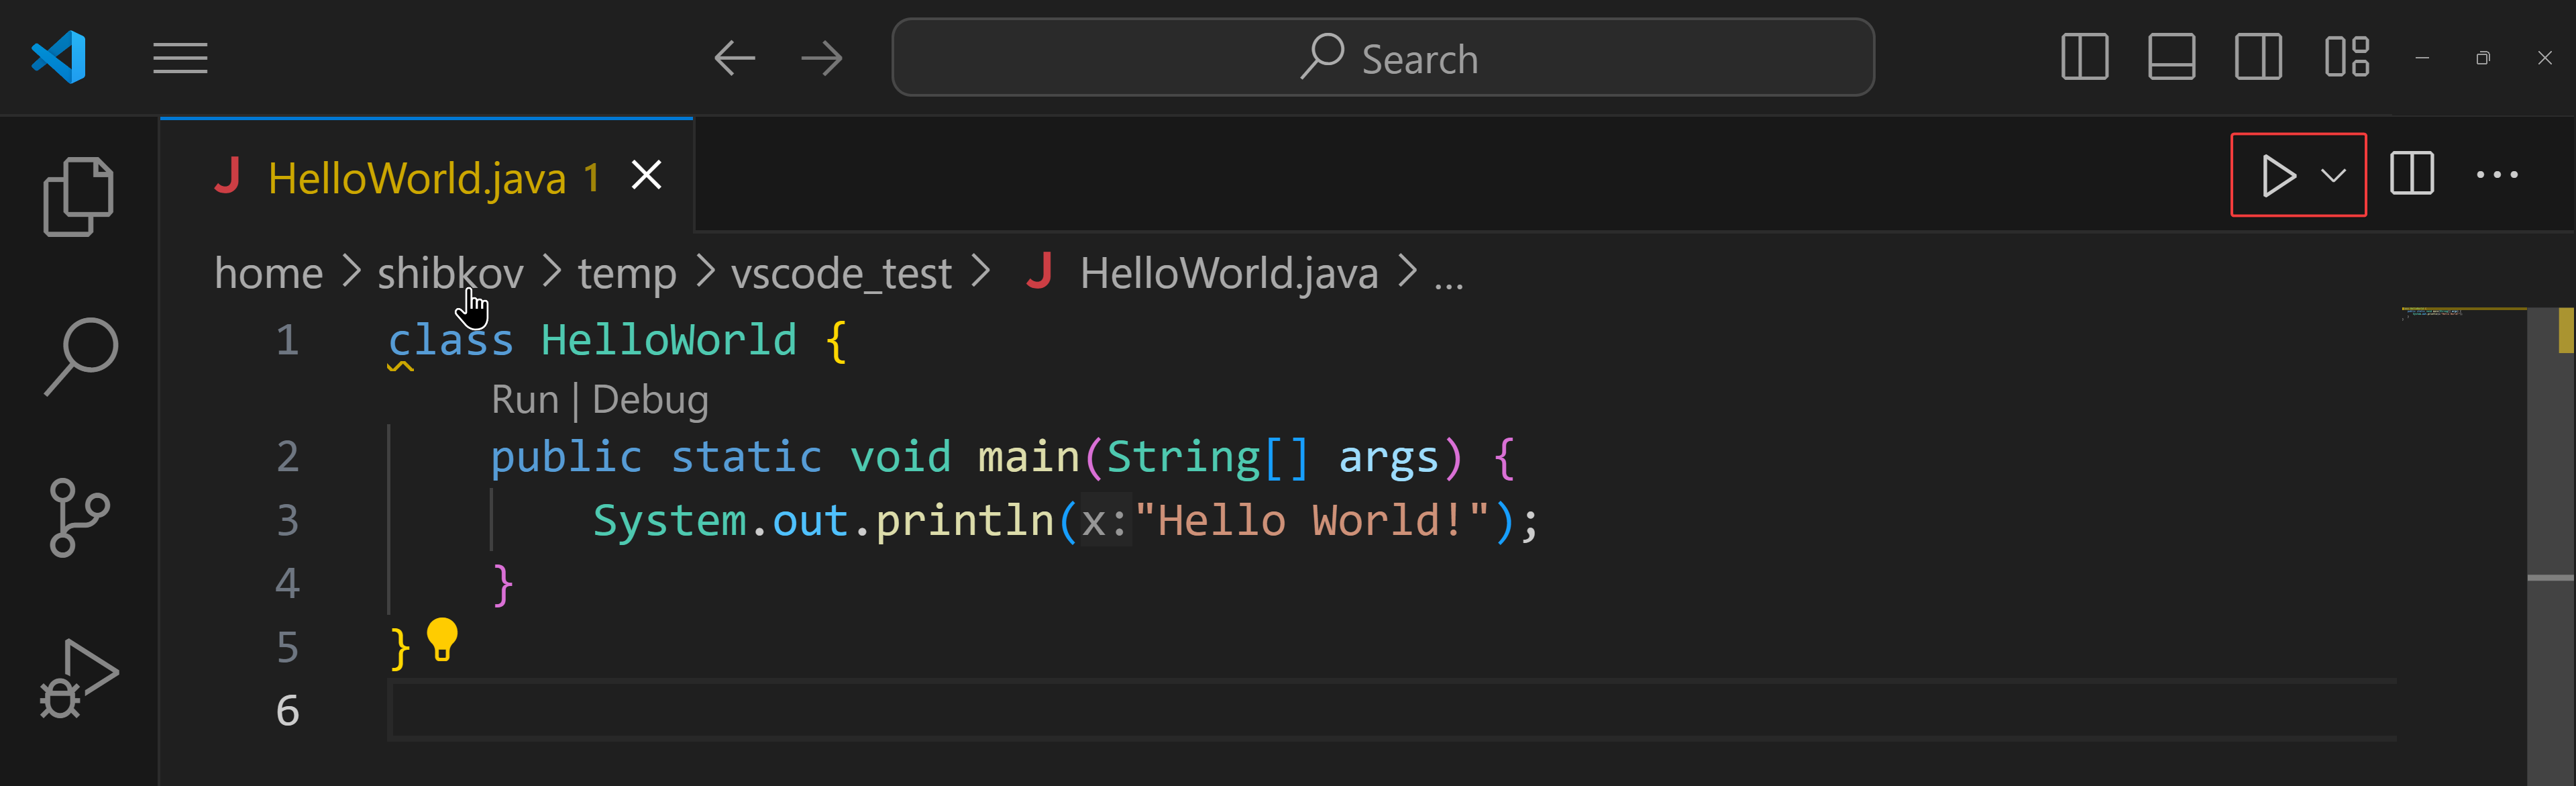 Search
HelloWorld.java 1
home > shibkov > temp > vscode_test > J HelloWorld.java > ...
1 class HelloWorld {
Run | Debug
2 public static void main(String[] args) {
3 System.out.println(x:"Hello World!");
4 }
5 }
6